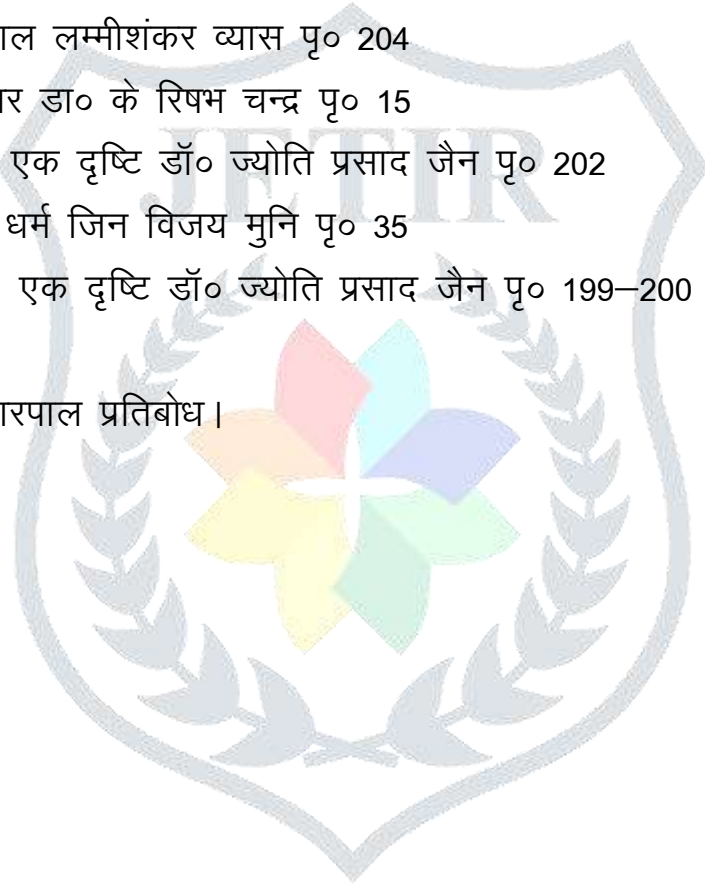 ाल लम्मीशंकर व्यास पृ० 204
ार डा० के रिषभ चन्द्र पृ० 15
एक दृष्टि डॉ० ज्योति प्रसाद जैन पृ० 202
धर्म जिन विजय मुनि पृ० 35
एक दृष्टि डॉ० ज्योति प्रसाद जैन पृ० 199–200
JETIR
ारपाल प्रतिबोध।